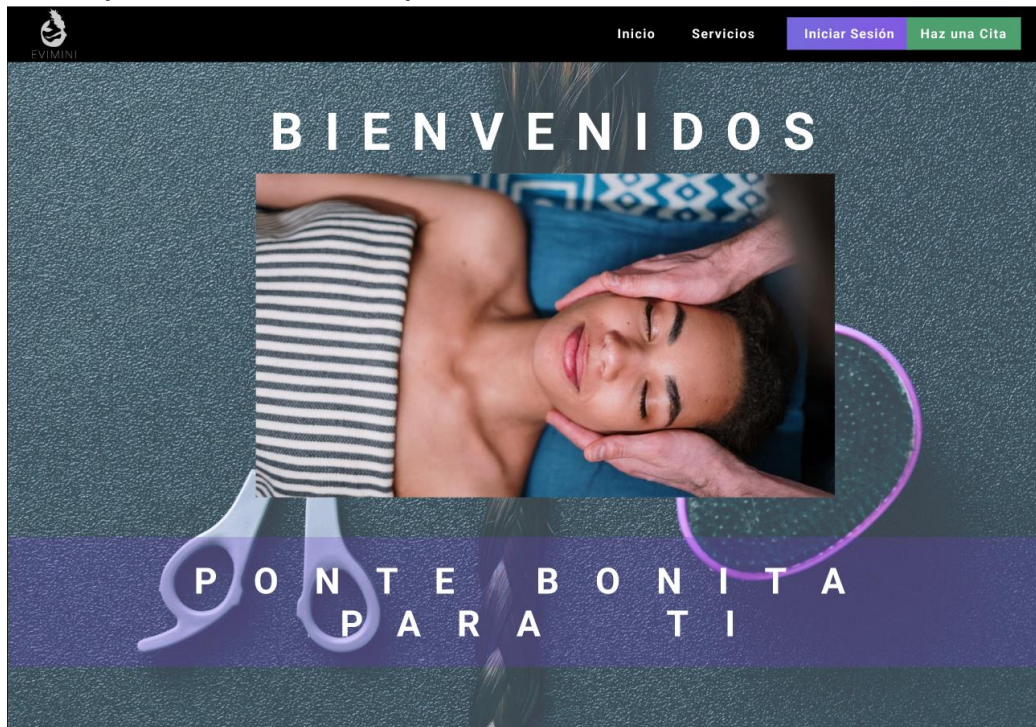 EVIMINI
Inicio Servicios Iniciar Sesión Haz una Cita
BIENVENIDOS
PONTE BONITA
PARA TI